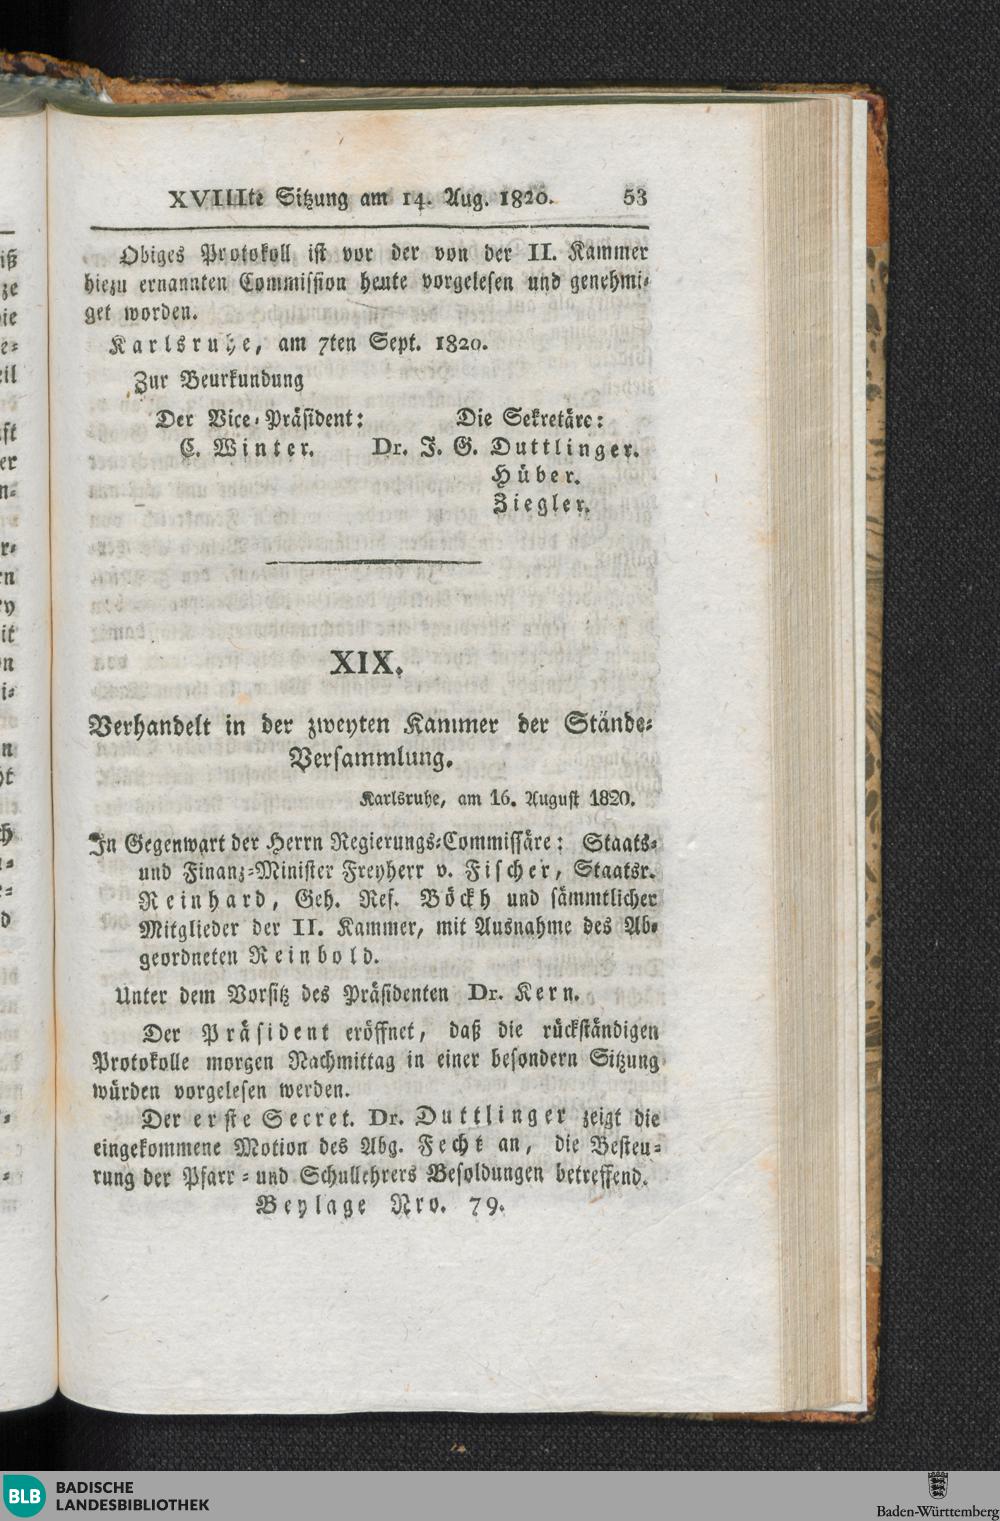 XVIIIte Sitzung am 14. Aug. 1820. 53
Obiges Protokoll ist vor der von der II. Kammer
hiezu ernannten Commission heute vorgelesen und genehmi-
get worden.
Karlsruhe, am 7ten Sept. 1820.
Zur Beurkundung
Der Vice-Präsident: Die Sekretäre:
C. Winter. Dr. J. G. Duttlinger.
Hüber.
Ziegler.
XIX.
Verhandelt in der zweyten Kammer der Stände-
Versammlung.
Karlsruhe, am 16. August 1820.
In Gegenwart der Herrn Regierungs-Commissäre: Staats-
und Finanz-Minister Freyherr v. Fischer, Staatsr.
Reinhard, Geh. Ref. Böckh und sämmtlicher
Mitglieder der II. Kammer, mit Ausnahme des Ab-
geordneten Reinbold.
Unter dem Vorsitz des Präsidenten Dr. Kern.
Der Präsident eröffnet, daß die rückständigen
Protokolle morgen Nachmittag in einer besondern Sitzung
würden vorgelesen werden.
Der erste Secret. Dr. Duttlinger zeigt die
eingekommene Motion des Abg. Fecht an, die Besteu-
rung der Pfarr- und Schullehrers Besoldungen betreffend.
Beylage Nro. 79.
BLB BADISCHE
LANDESBIBLIOTHEK
Baden-Württemberg